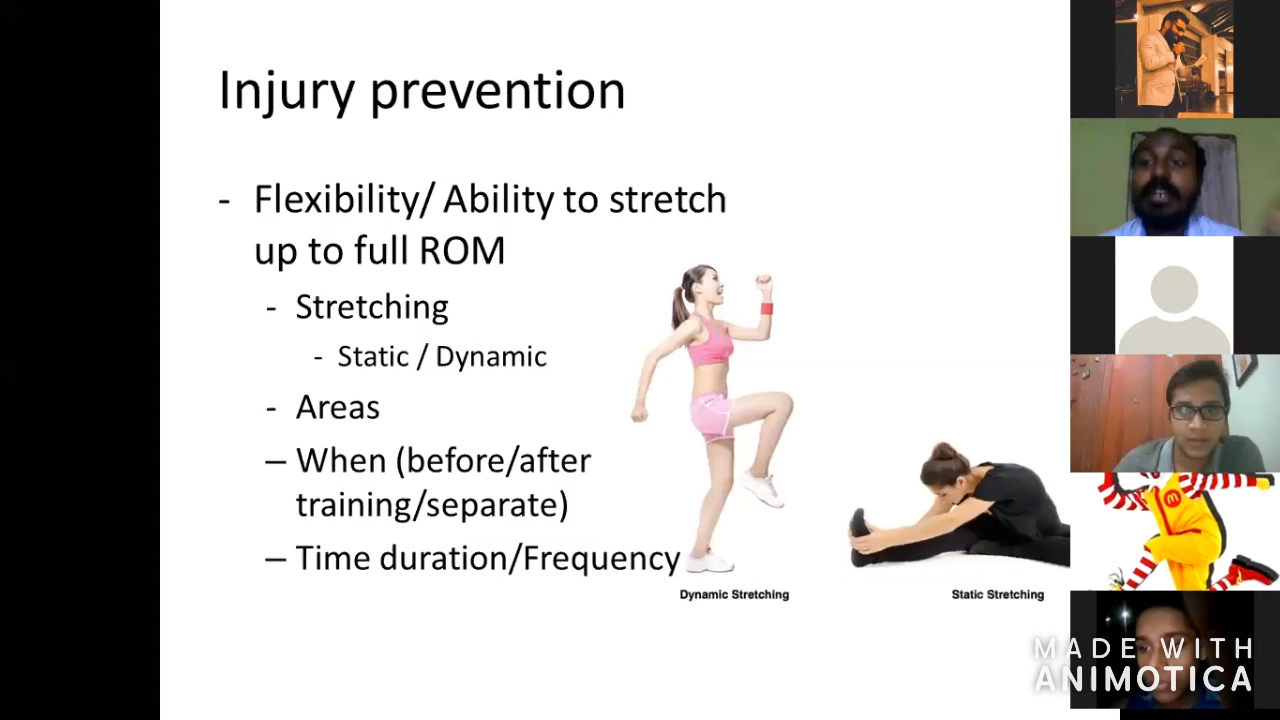 Injury prevention
- Flexibility/ Ability to stretch
up to full ROM
- Stretching
- Static / Dynamic
- Areas
– When (before/after
training/separate)
– Time duration/Frequency
Dynamic Stretching
Static Stretching
MADE WITH
ANIMOTICA